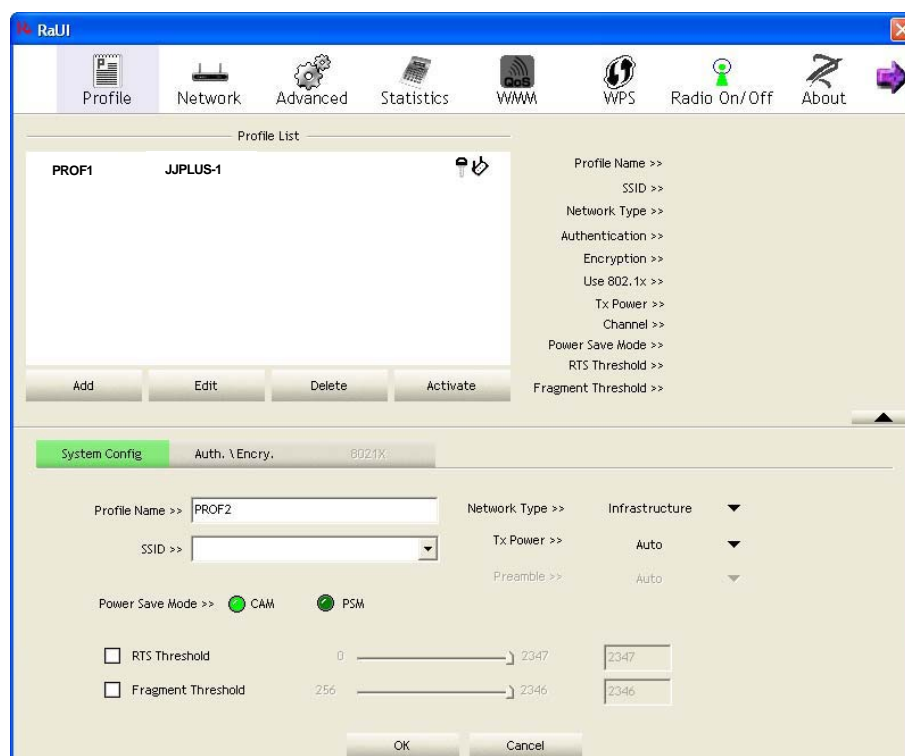 RaUI
Profile Network Advanced Statistics QoS WMM WPS Radio On/Off About
Profile List
PROF1 JJPLUS-1
Profile Name >>
SSID >>
Network Type >>
Authentication >>
Encryption >>
Use 802.1x >>
Tx Power >>
Channel >>
Power Save Mode >>
RTS Threshold >>
Fragment Threshold >>
Add Edit Delete Activate
System Config Auth. \ Encry. 8021X
Profile Name >> PROF2 Network Type >> Infrastructure
SSID >> Tx Power >> Auto
Preamble >> Auto
Power Save Mode >> CAM PSM
RTS Threshold 0 2347 2347
Fragment Threshold 256 2346 2346
OK Cancel